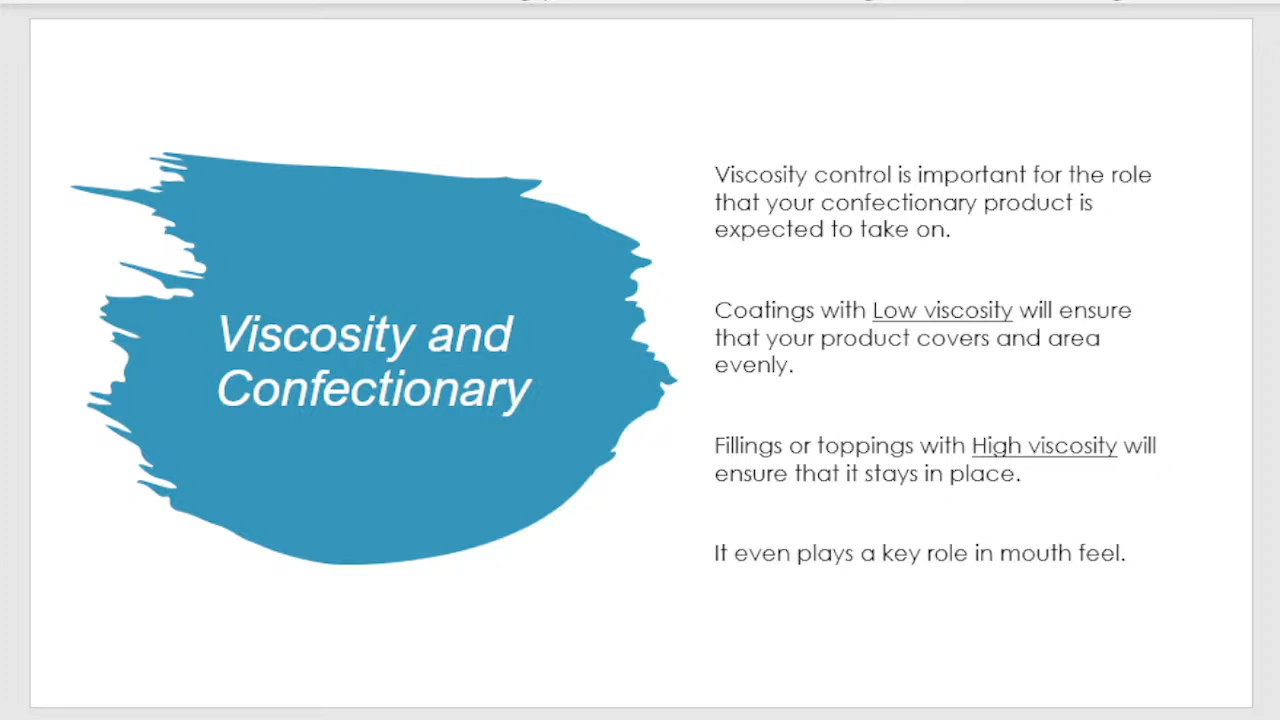 Viscosity and
Confectionary
Viscosity control is important for the role
that your confectionary product is
expected to take on.
Coatings with Low viscosity will ensure
that your product covers and area
evenly.
Fillings or toppings with High viscosity will
ensure that it stays in place.
It even plays a key role in mouth feel.